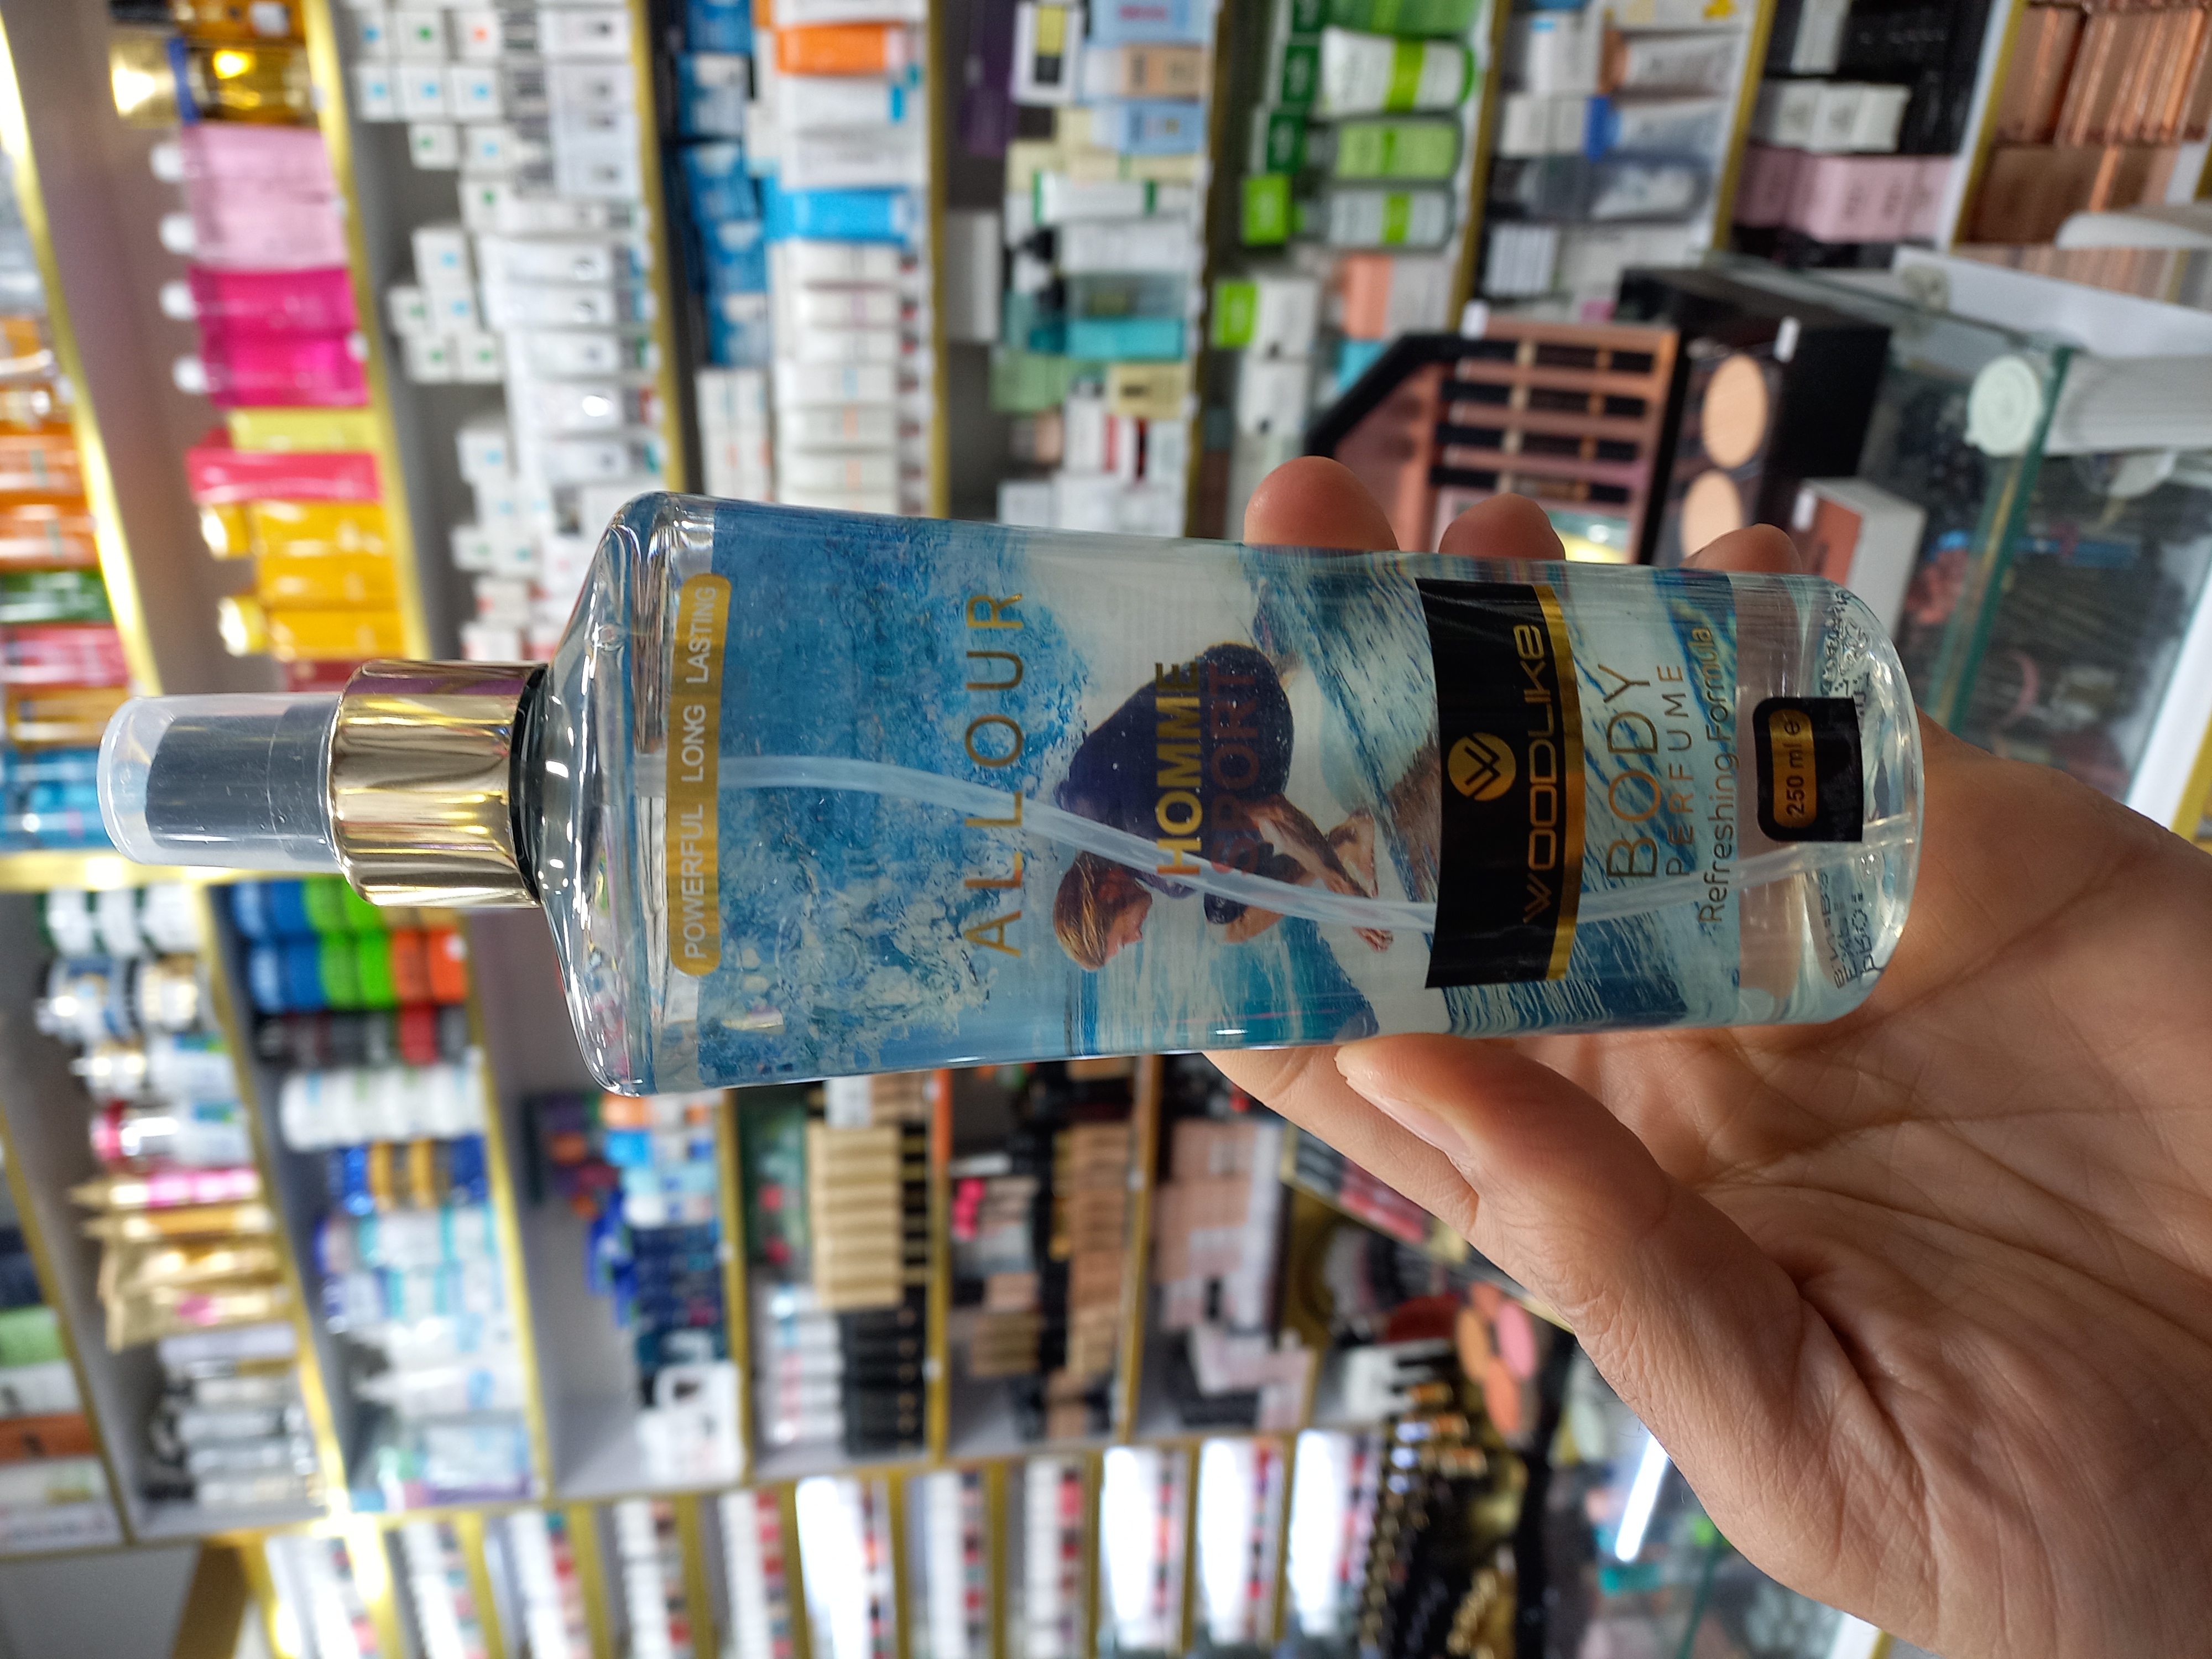 POWERFUL LONG LASTING
ALLOUR
HOMME
SPORT
WOODLIKE
BODY
PERFUME
Refreshing Formula
250 ml e